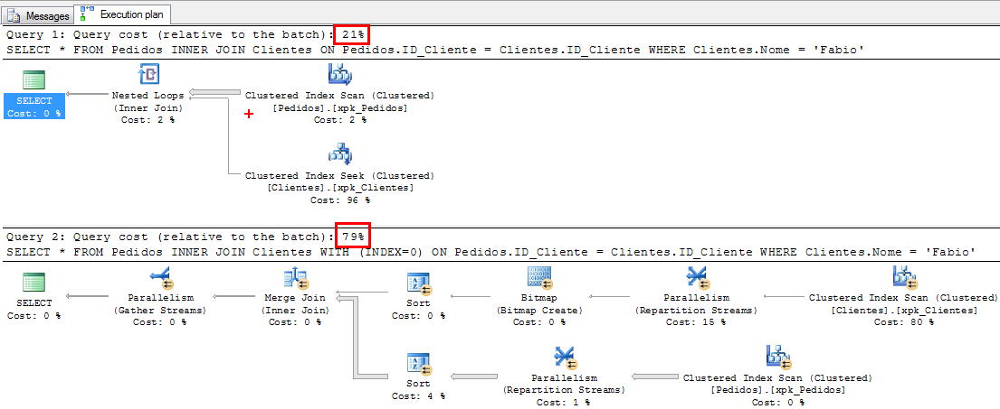 Messages Execution plan
Query 1: Query cost (relative to the batch): 21%
SELECT * FROM Pedidos INNER JOIN Clientes ON Pedidos.ID_Cliente = Clientes.ID_Cliente WHERE Clientes.Nome = 'Fabio'
SELECT
Cost: 0 %
Nested Loops
(Inner Join)
Cost: 2 %
Clustered Index Scan (Clustered)
[Pedidos].[xpk_Pedidos]
Cost: 2 %
Clustered Index Seek (Clustered)
[Clientes].[xpk_Clientes]
Cost: 96 %
Query 2: Query cost (relative to the batch): 79%
SELECT * FROM Pedidos INNER JOIN Clientes WITH (INDEX=0) ON Pedidos.ID_Cliente = Clientes.ID_Cliente WHERE Clientes.Nome = 'Fabio'
SELECT
Cost: 0 %
Parallelism
(Gather Streams)
Cost: 0 %
Merge Join
(Inner Join)
Cost: 0 %
Sort
Cost: 0 %
Bitmap
(Bitmap Create)
Cost: 0 %
Parallelism
(Repartition Streams)
Cost: 15 %
Clustered Index Scan (Clustered)
[Clientes].[xpk_Clientes]
Cost: 80 %
Sort
Cost: 4 %
Parallelism
(Repartition Streams)
Cost: 1 %
Clustered Index Scan (Clustered)
[Pedidos].[xpk_Pedidos]
Cost: 0 %